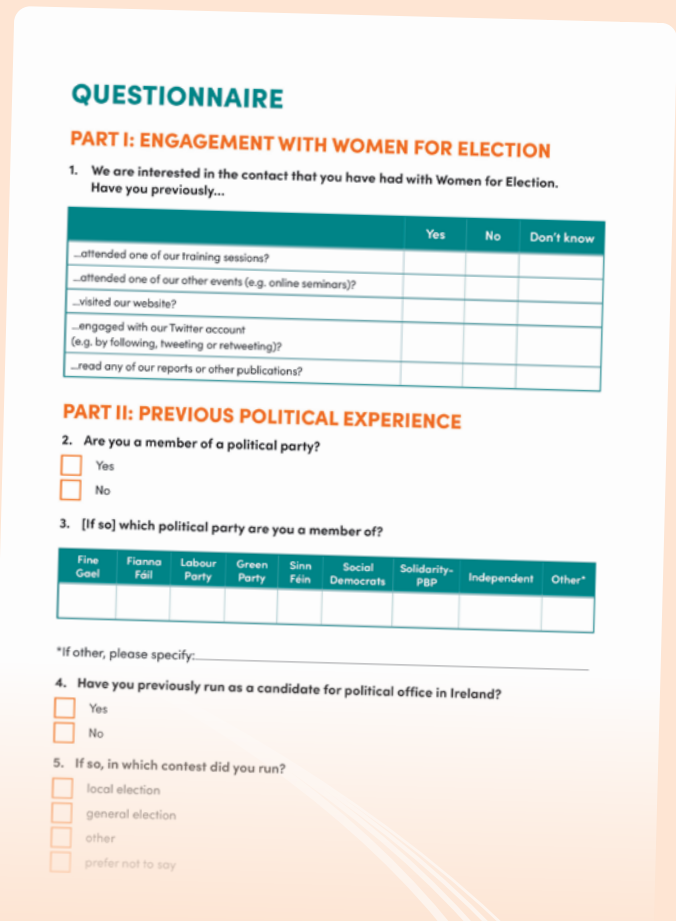 QUESTIONNAIRE
PART I: ENGAGEMENT WITH WOMEN FOR ELECTION
1. We are interested in the contact that you have had with Women for Election.
Have you previously...
Yes No Don't know
...attended one of our training sessions?
...attended one of our other events (e.g. online seminars)?
...visited our website?
...engaged with our Twitter account
(e.g. by following, tweeting or retweeting)?
...read any of our reports or other publications?
PART II: PREVIOUS POLITICAL EXPERIENCE
2. Are you a member of a political party?
Yes
No
3. [If so] which political party are you a member of?
Fine Gael Fianna Fáil Labour Party Green Party Sinn Féin Social Democrats Solidarity-PBP Independent Other*
*If other, please specify:
4. Have you previously run as a candidate for political office in Ireland?
Yes
No
5. If so, in which contest did you run?
local election
general election
other
prefer not to say